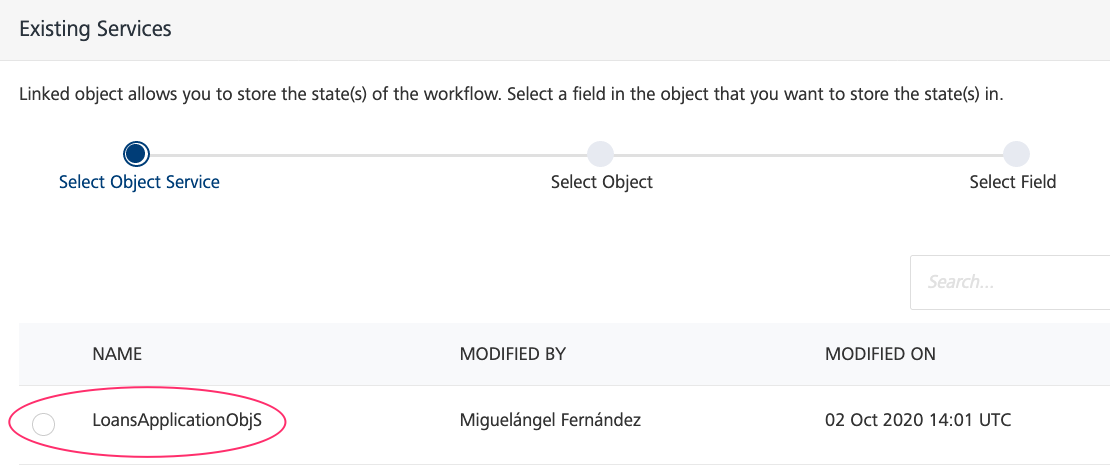 Existing Services
Linked object allows you to store the state(s) of the workflow. Select a field in the object that you want to store the state(s) in.
Select Object Service Select Object Select Field
Search...
NAME MODIFIED BY MODIFIED ON
LoansApplicationObjS Miguelángel Fernández 02 Oct 2020 14:01 UTC